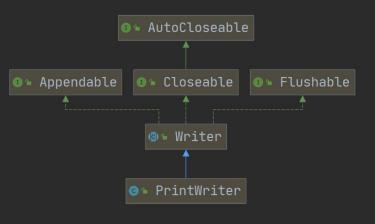 AutoCloseable
Appendable Closeable Flushable
Writer
PrintWriter